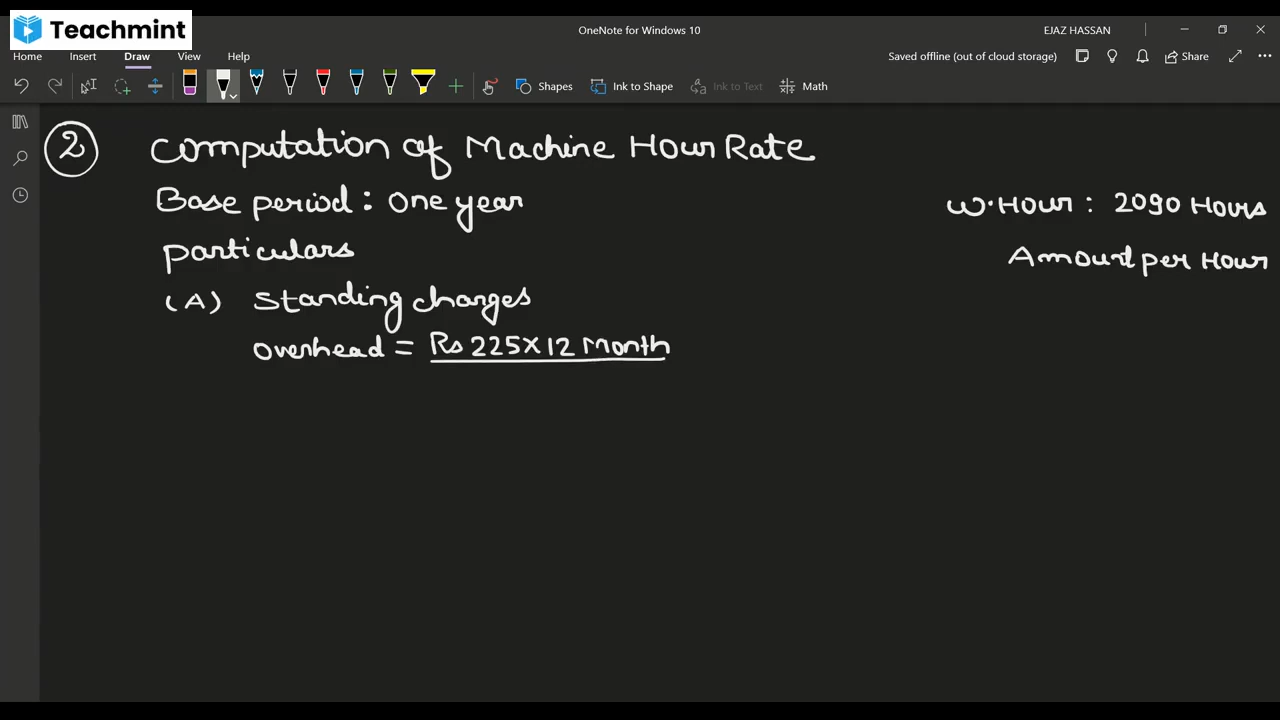 Teachmint
OneNote for Windows 10
EJAZ HASSAN
Home Insert Draw View Help
Saved offline (out of cloud storage)
Share
Shapes
Ink to Shape
Ink to Text
Math
2 Computation of Machine Hour Rate
Base period : One year
W.Hour : 2090 Hours
particulars
Amount per Hour
(A) Standing charges
overhead = Rs 225 x 12 Month